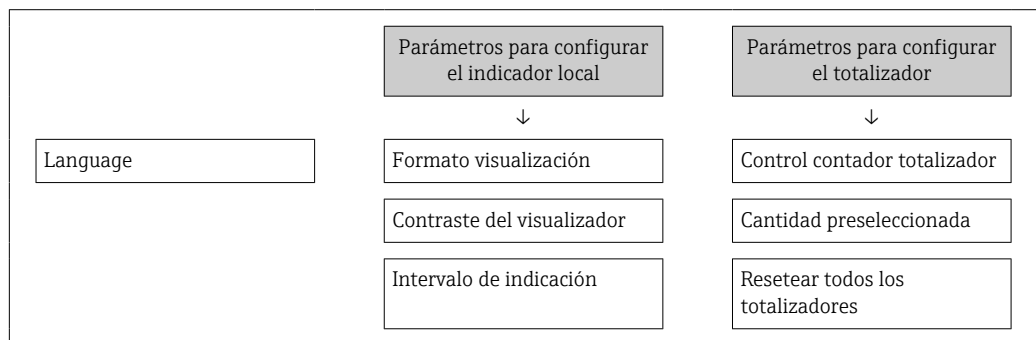 Parámetros para configurar
el indicador local
Parámetros para configurar
el totalizador
↓
↓
Language
Formato visualización
Control contador totalizador
Contraste del visualizador
Cantidad preseleccionada
Intervalo de indicación
Resetear todos los
totalizadores